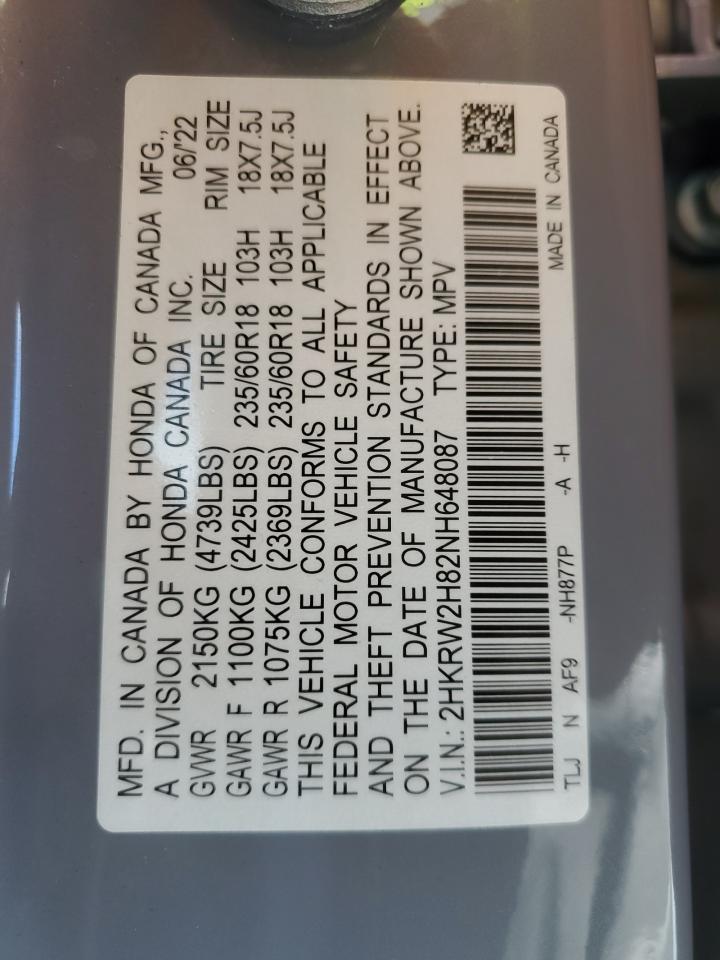 MFD. IN CANADA BY HONDA OF CANADA MFG.,
A DIVISION OF HONDA CANADA INC. 06/'22
GVWR 2150KG (4739LBS) TIRE SIZE RIM SIZE
GAWR F 1100KG (2425LBS) 235/60R18 103H 18X7.5J
GAWR R 1075KG (2369LBS) 235/60R18 103H 18X7.5J
THIS VEHICLE CONFORMS TO ALL APPLICABLE
FEDERAL MOTOR VEHICLE SAFETY
AND THEFT PREVENTION STANDARDS IN EFFECT
ON THE DATE OF MANUFACTURE SHOWN ABOVE.
V.I.N.: 2HKRW2H82NH648087 TYPE: MPV
TLJ N AF9 -NH877P -A -H MADE IN CANADA